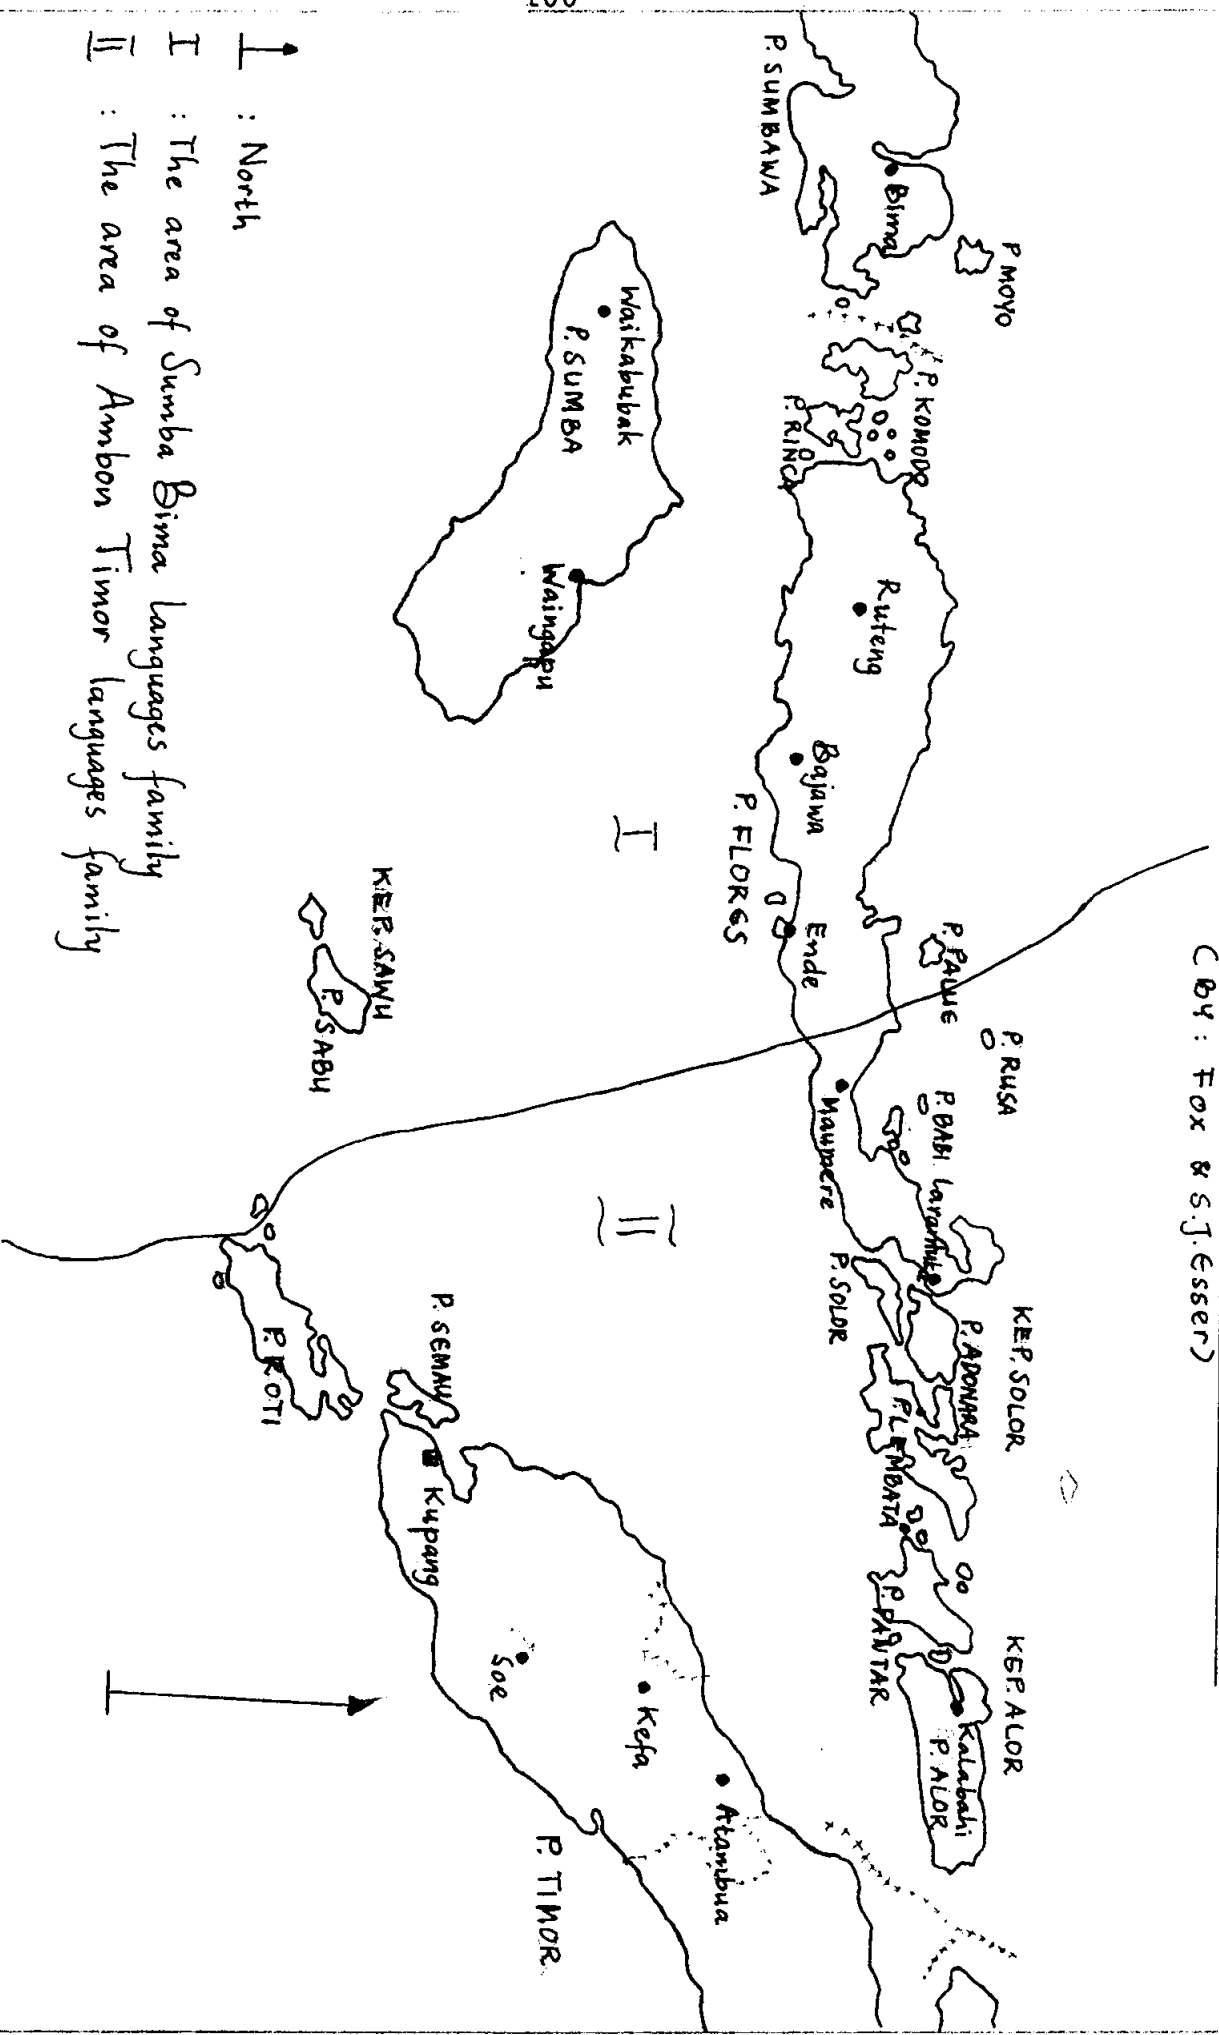 (By: Fox & S.J. Esser)
P. MOYO
P. SUMBAWA
Bima
P. KOMODO
P. RINCA
Ruteng
Bajawa
P. FLORES
Ende
P. PALUE
P. RUSA
P. BABI
Maumere
Larantuka
KEP. SOLOR
P. SOLOR
P. ADONARA
P. LEMBATA
KEP. ALOR
P. PANTAR
Kalabahi
P. ALOR
Waikabubak
P. SUMBA
Waingapu
I
II
KEP. SAWU
P. SABU
P. ROTI
P. SEMAU
Kupang
Soe
Kefa
Atambua
P. TIMOR
: North
I : The area of Sumba Bima languages family
II : The area of Ambon Timor languages family